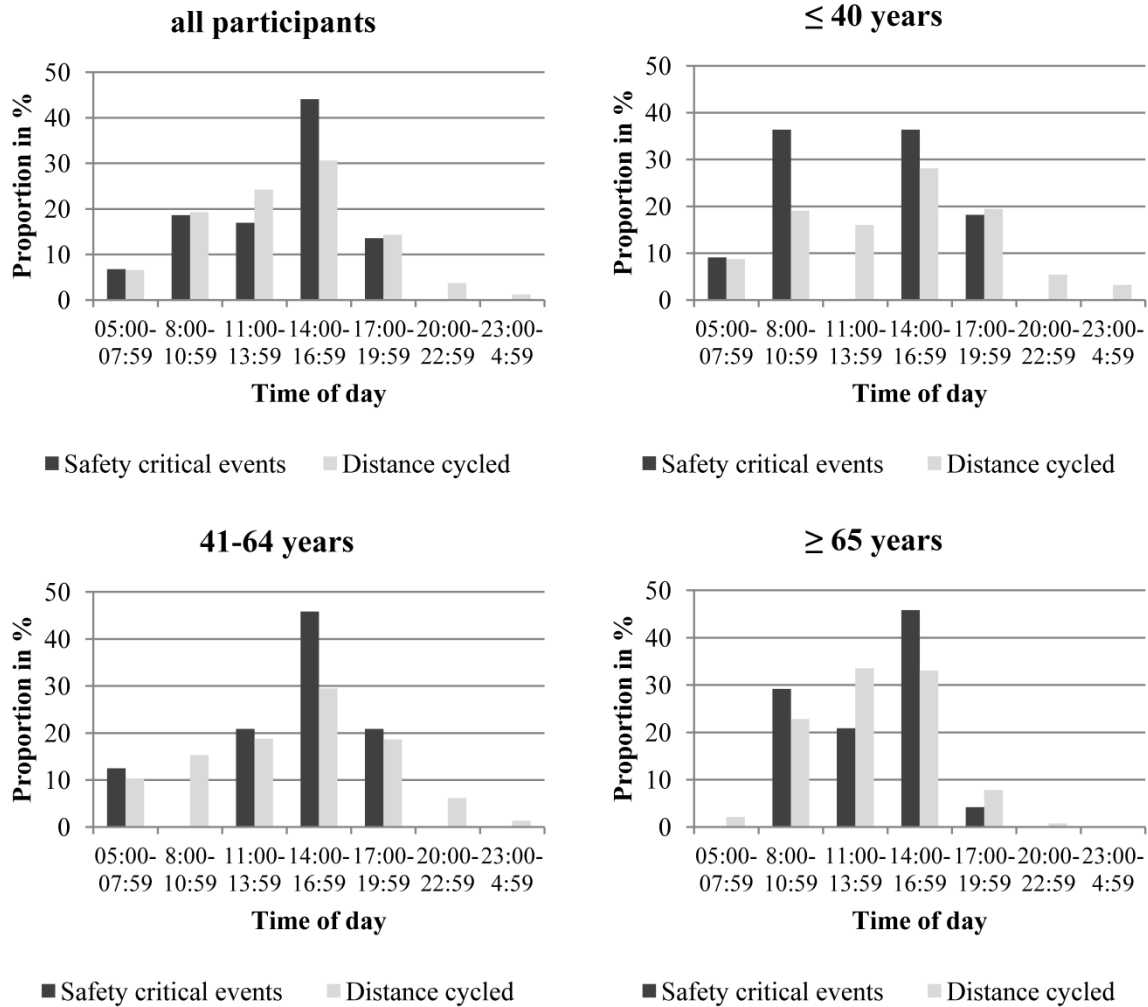 all participants
Proportion in %
50
40
30
20
10
0
05:00- 8:00- 11:00- 14:00- 17:00- 20:00- 23:00-
07:59 10:59 13:59 16:59 19:59 22:59 4:59
Time of day
Safety critical events Distance cycled
≤ 40 years
Proportion in %
50
40
30
20
10
0
05:00- 8:00- 11:00- 14:00- 17:00- 20:00- 23:00-
07:59 10:59 13:59 16:59 19:59 22:59 4:59
Time of day
Safety critical events Distance cycled
41-64 years
Proportion in %
50
40
30
20
10
0
05:00- 8:00- 11:00- 14:00- 17:00- 20:00- 23:00-
07:59 10:59 13:59 16:59 19:59 22:59 4:59
Time of day
Safety critical events Distance cycled
≥ 65 years
Proportion in %
50
40
30
20
10
0
05:00- 8:00- 11:00- 14:00- 17:00- 20:00- 23:00-
07:59 10:59 13:59 16:59 19:59 22:59 4:59
Time of day
Safety critical events Distance cycled